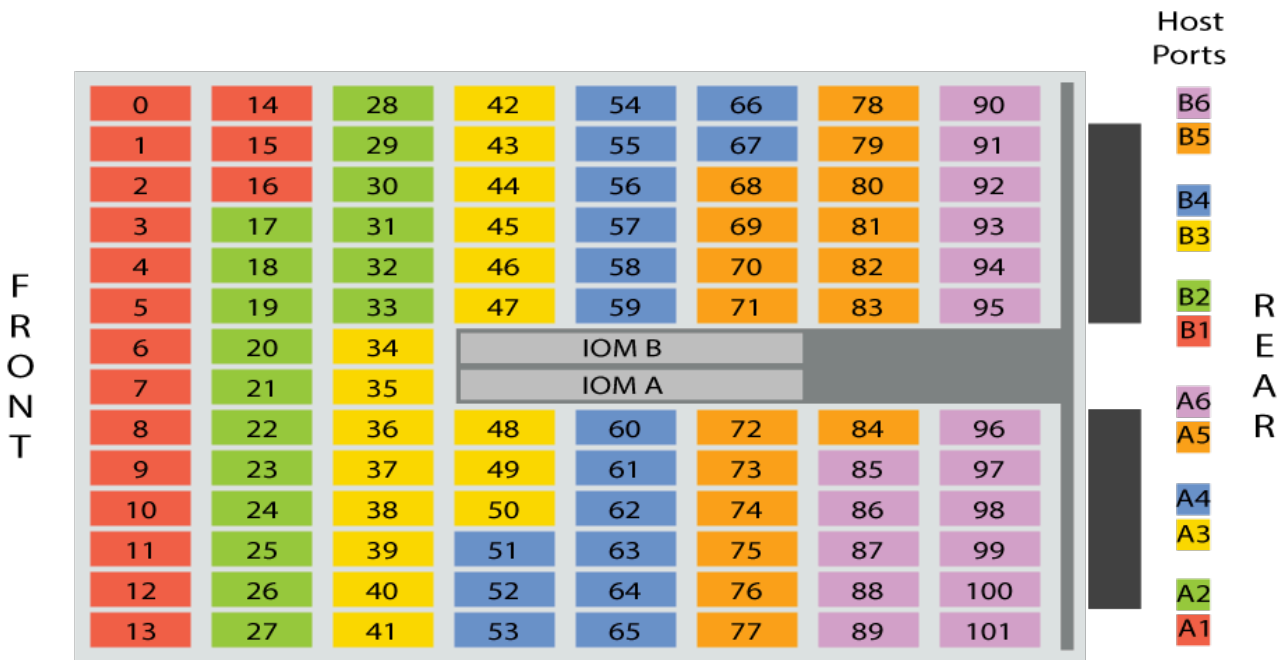 Host
Ports
0 14 28 42 54 66 78 90 B6
1 15 29 43 55 67 79 91 B5
2 16 30 44 56 68 80 92 B4
3 17 31 45 57 69 81 93 B3
4 18 32 46 58 70 82 94
5 19 33 47 59 71 83 95 B2
6 20 34 IOM B B1
7 21 35 IOM A A6
8 22 36 48 60 72 84 96 A5
9 23 37 49 61 73 85 97
10 24 38 50 62 74 86 98 A4
11 25 39 51 63 75 87 99 A3
12 26 40 52 64 76 88 100 A2
13 27 41 53 65 77 89 101 A1
FRONT
REAR